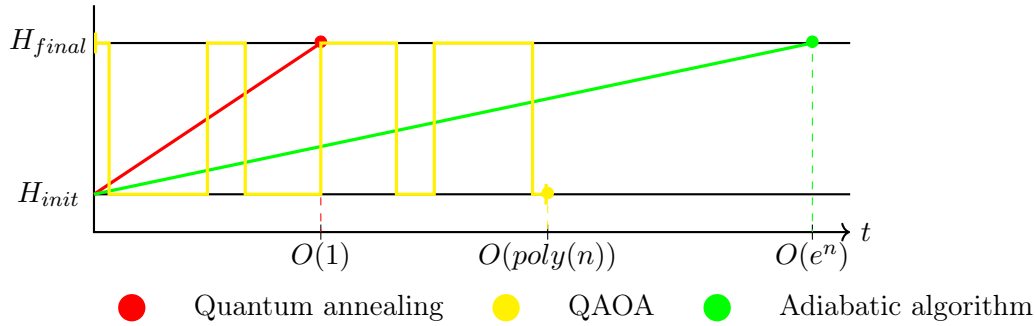 H_{final}
H_{init}
t
O(1) O(poly(n)) O(e^n)
Quantum annealing QAOA Adiabatic algorithm